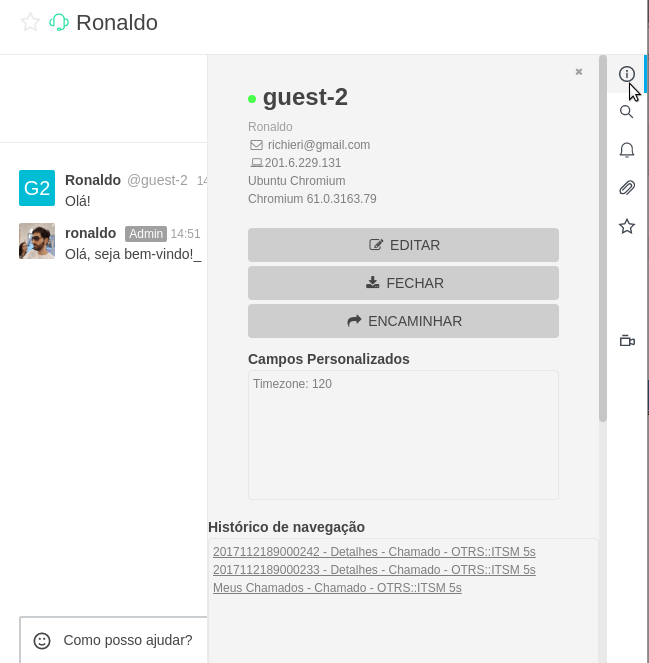 Ronaldo
guest-2
Ronaldo
richieri@gmail.com
201.6.229.131
Ubuntu Chromium
Chromium 61.0.3163.79
EDITAR
FECHAR
ENCAMINHAR
Campos Personalizados
Timezone: 120
Histórico de navegação
2017112189000242 - Detalhes - Chamado - OTRS::ITSM 5s
2017112189000233 - Detalhes - Chamado - OTRS::ITSM 5s
Meus Chamados - Chamado - OTRS::ITSM 5s
G2
Ronaldo @guest-2 14
Olá!
ronaldo Admin 14:51
Olá, seja bem-vindo!_
Como posso ajudar?